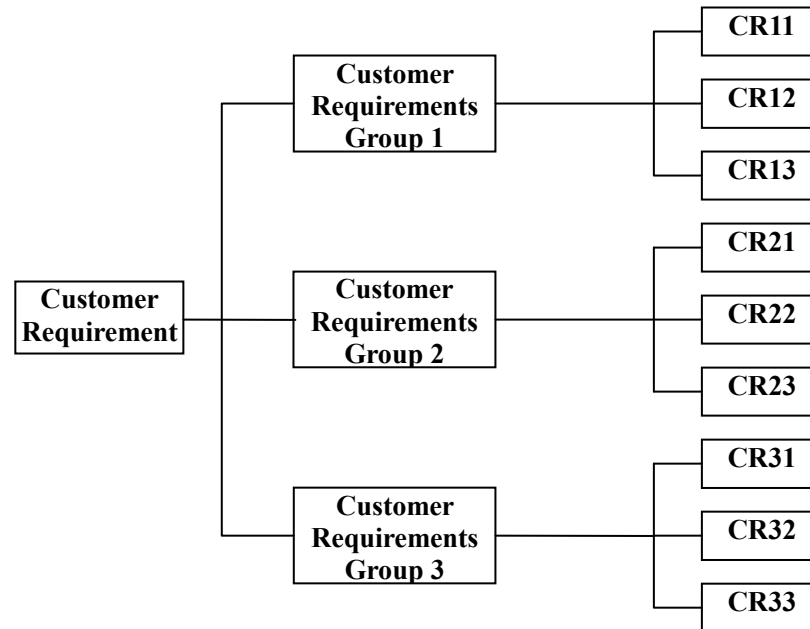 Customer
Requirement
Customer
Requirements
Group 1
CR11
CR12
CR13
Customer
Requirements
Group 2
CR21
CR22
CR23
Customer
Requirements
Group 3
CR31
CR32
CR33